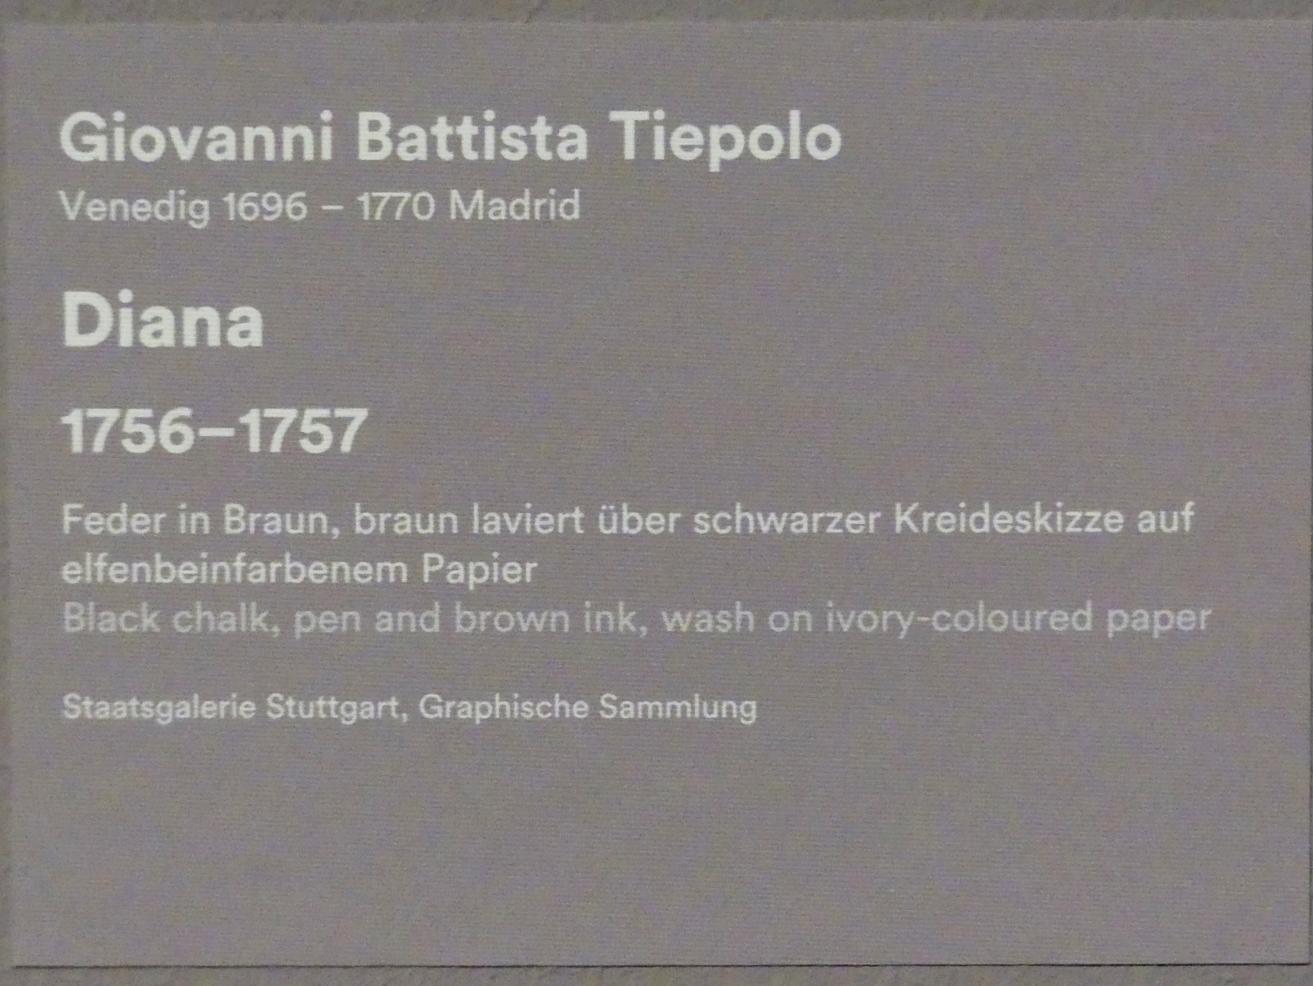 Giovanni Battista Tiepolo
Venedig 1696 – 1770 Madrid
Diana
1756–1757
Feder in Braun, braun laviert über schwarzer Kreideskizze auf
elfenbeinfarbenem Papier
Black chalk, pen and brown ink, wash on ivory-coloured paper
Staatsgalerie Stuttgart, Graphische Sammlung